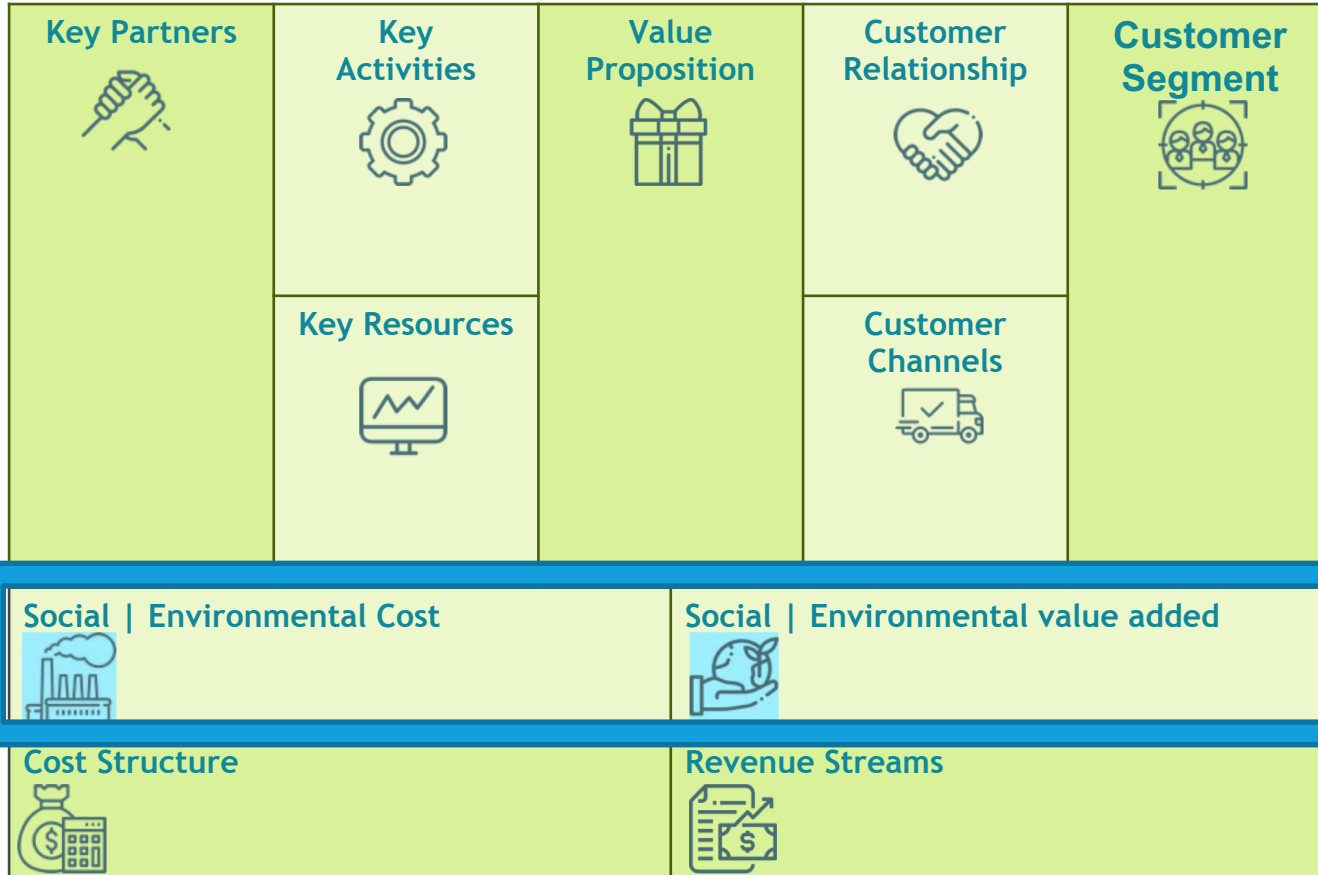 Key Partners
Key
Activities
Value
Proposition
Customer
Relationship
Customer
Segment
Key Resources
Customer
Channels
Social | Environmental Cost
Social | Environmental value added
Cost Structure
Revenue Streams